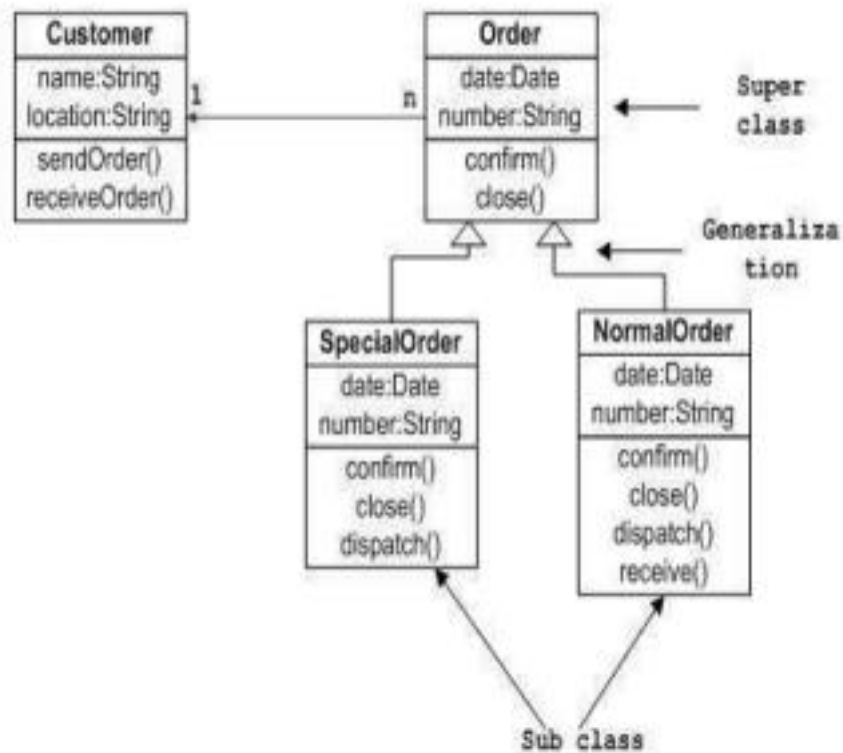 Customer
name:String
location:String
sendOrder()
receiveOrder()
1
n
Order
date:Date
number:String
confirm()
close()
Super
class
Generaliza
tion
SpecialOrder
date:Date
number:String
confirm()
close()
dispatch()
NormalOrder
date:Date
number:String
confirm()
close()
dispatch()
receive()
Sub class